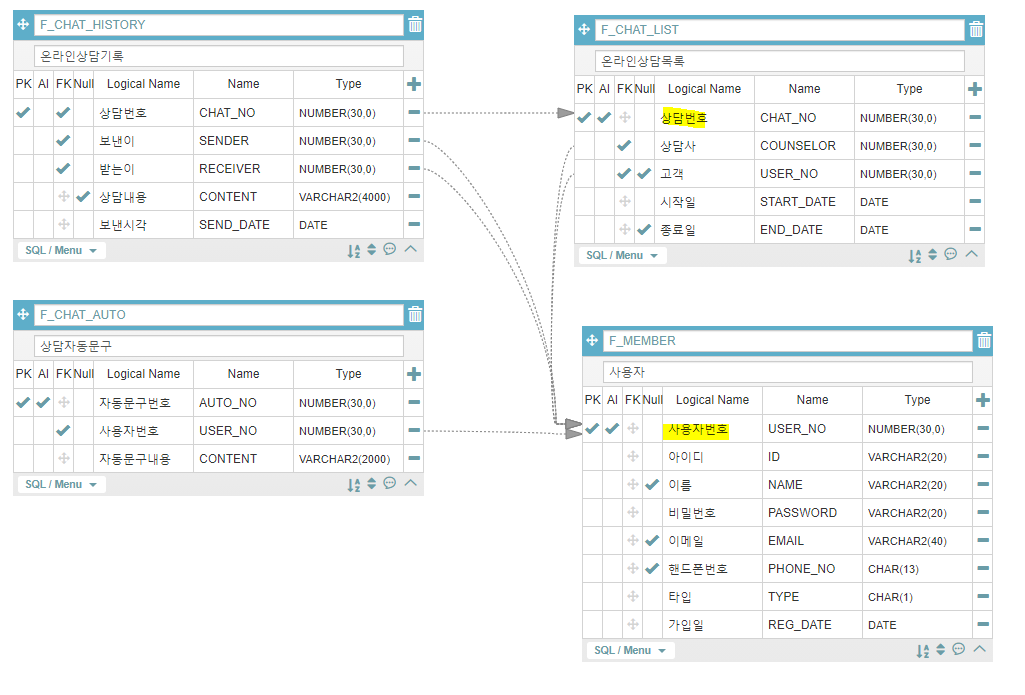 F_CHAT_HISTORY
온라인상담기록
PK AI FK Null Logical Name Name Type
상담번호 CHAT_NO NUMBER(30,0)
보낸이 SENDER NUMBER(30,0)
받는이 RECEIVER NUMBER(30,0)
상담내용 CONTENT VARCHAR2(4000)
보낸시각 SEND_DATE DATE
SQL / Menu
F_CHAT_LIST
온라인상담목록
PK AI FK Null Logical Name Name Type
상담번호 CHAT_NO NUMBER(30,0)
상담사 COUNSELOR NUMBER(30,0)
고객 USER_NO NUMBER(30,0)
시작일 START_DATE DATE
종료일 END_DATE DATE
SQL / Menu
F_CHAT_AUTO
상담자동문구
PK AI FK Null Logical Name Name Type
자동문구번호 AUTO_NO NUMBER(30,0)
사용자번호 USER_NO NUMBER(30,0)
자동문구내용 CONTENT VARCHAR2(2000)
SQL / Menu
F_MEMBER
사용자
PK AI FK Null Logical Name Name Type
사용자번호 USER_NO NUMBER(30,0)
아이디 ID VARCHAR2(20)
이름 NAME VARCHAR2(20)
비밀번호 PASSWORD VARCHAR2(20)
이메일 EMAIL VARCHAR2(40)
핸드폰번호 PHONE_NO CHAR(13)
타입 TYPE CHAR(1)
가입일 REG_DATE DATE
SQL / Menu